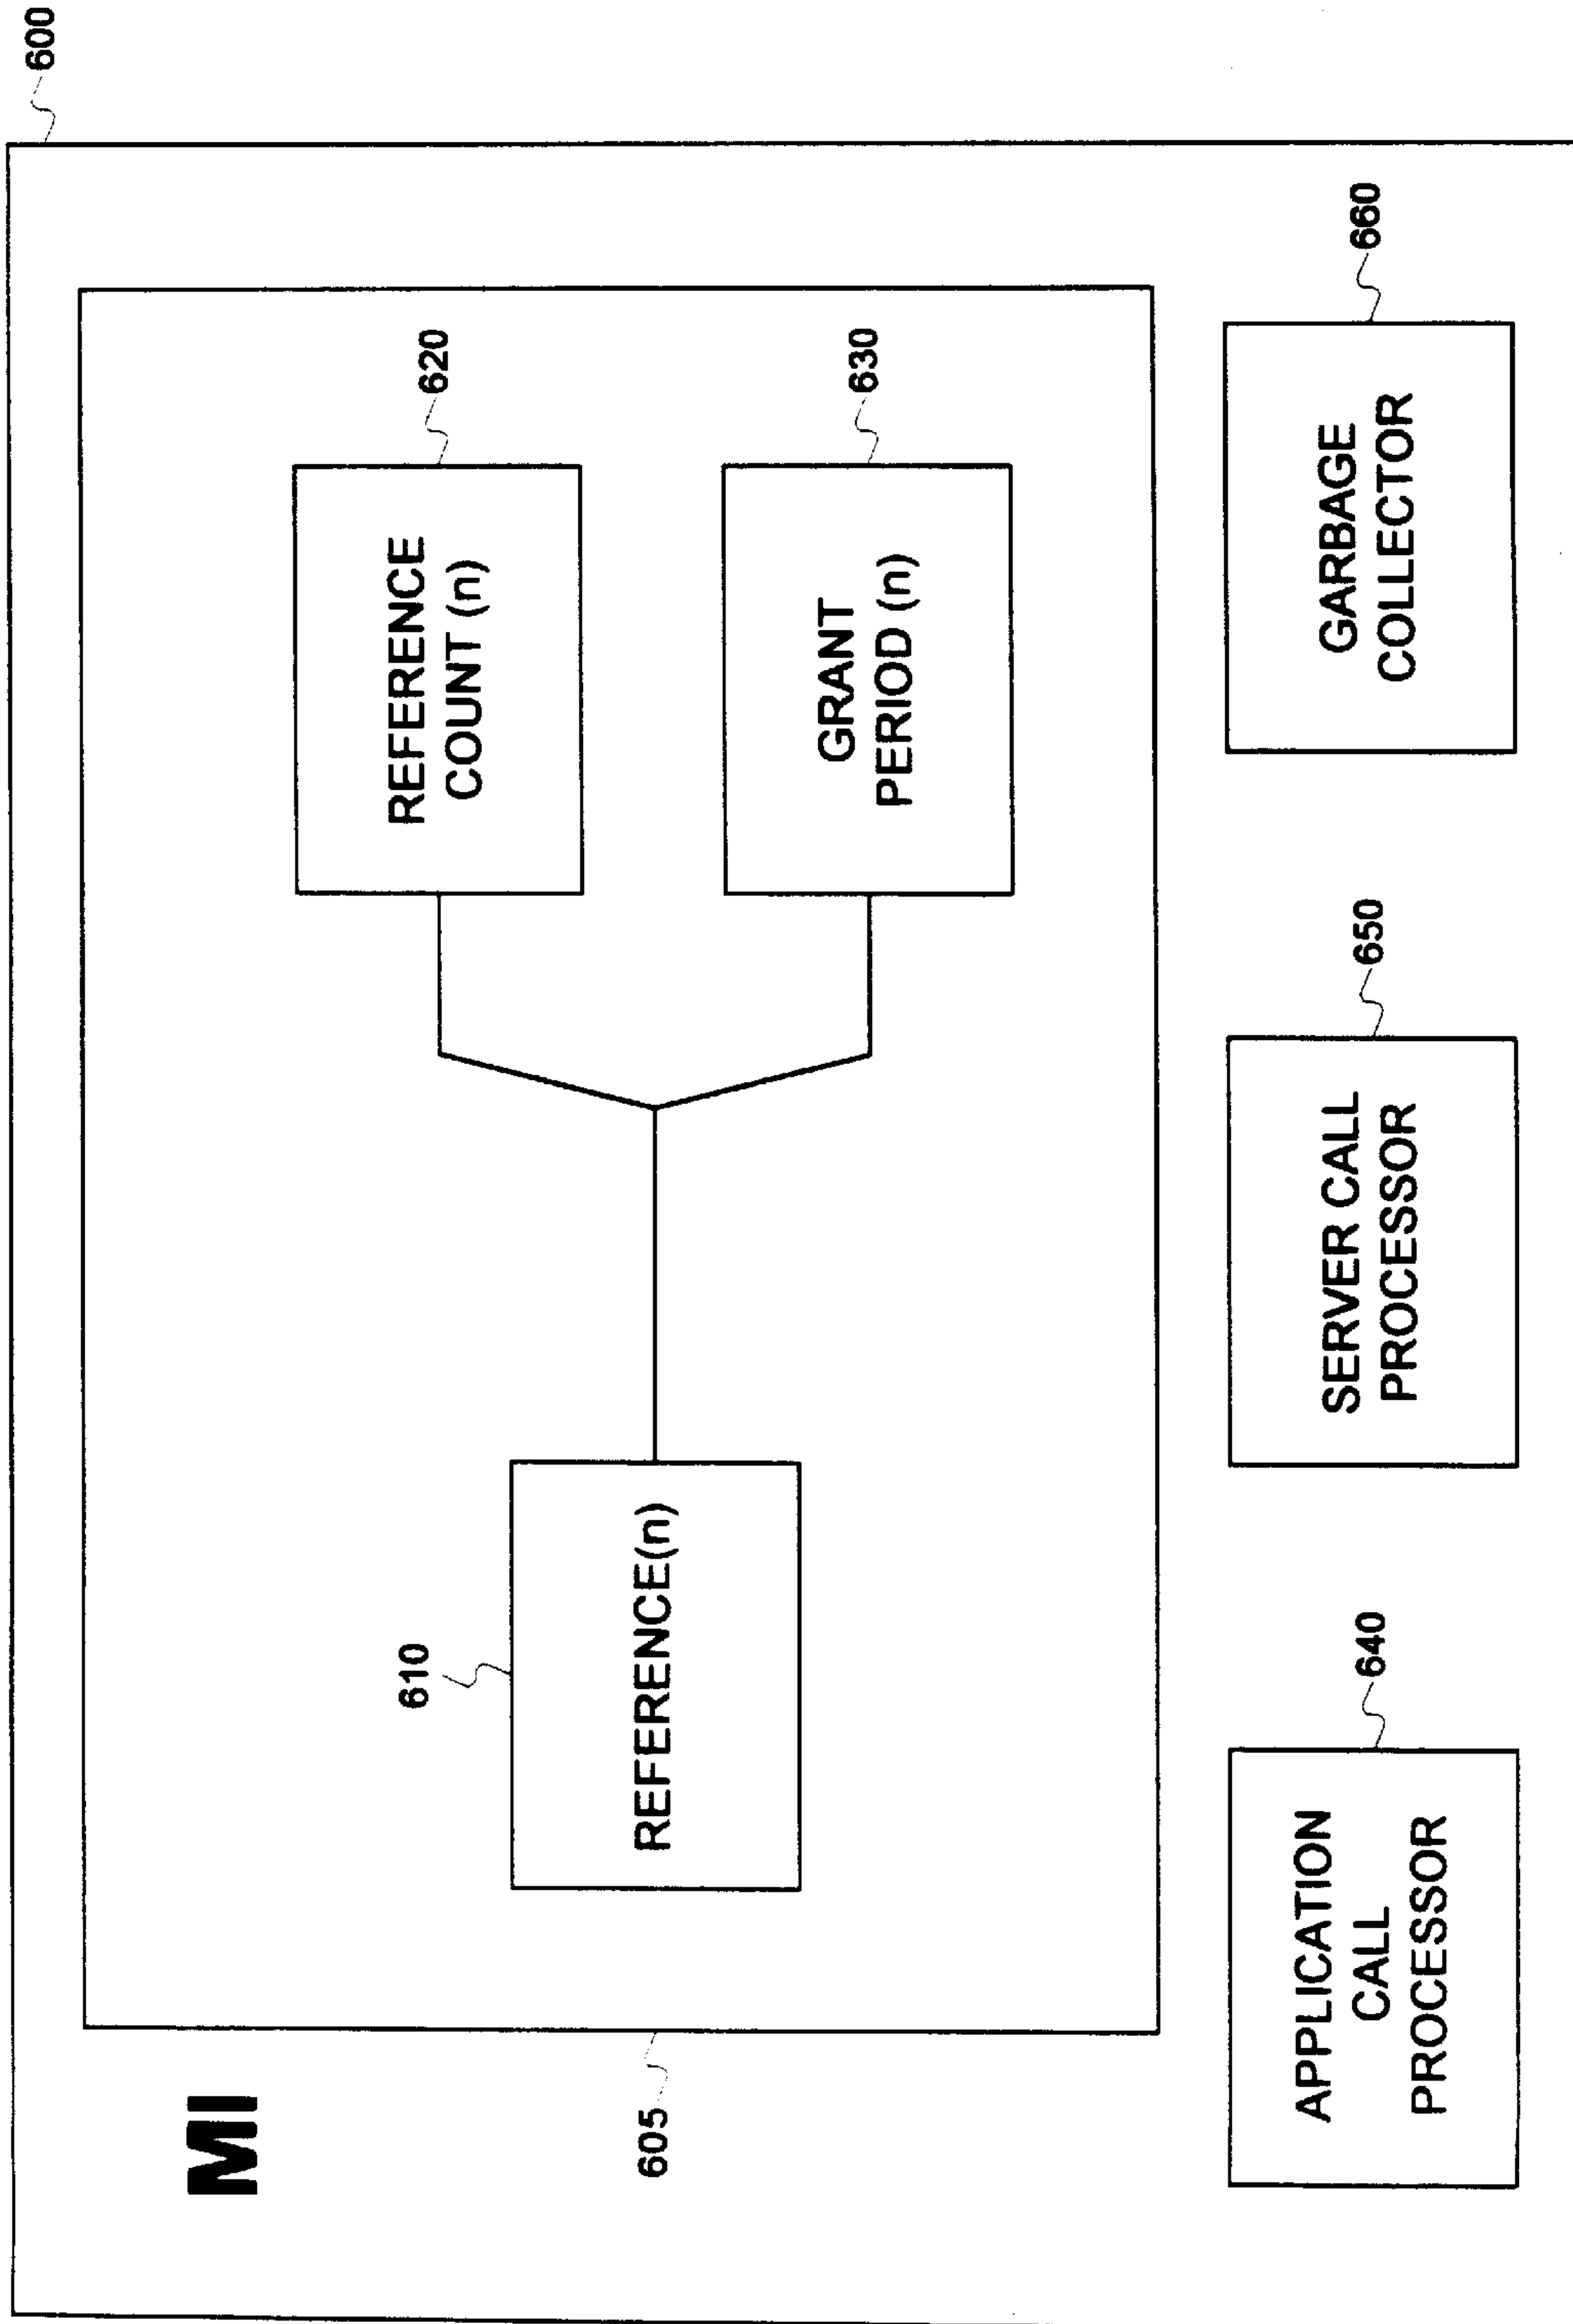 600
MI
605
610
REFERENCE(n)
620
REFERENCE
COUNT (n)
630
GRANT
PERIOD (n)
640
APPLICATION
CALL
PROCESSOR
650
SERVER CALL
PROCESSOR
660
GARBAGE
COLLECTOR